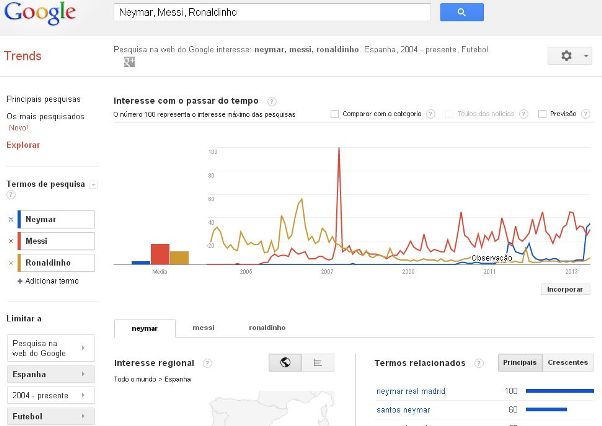 Google
Neymar, Messi, Ronaldinho
Trends
Pesquisa na web do Google interesse: neymar, messi, ronaldinho. Espanha, 2004 - presente, Futebol.
Principais pesquisas
Os mais pesquisados
Novo!
Explorar
Termos de pesquisa
Neymar
Messi
Ronaldinho
+ Adicionar termo
Limitar a
Pesquisa na
web do Google
Espanha
2004 - presente
Futebol
Interesse com o passar do tempo
O número 100 representa o interesse máximo das pesquisas
Comparar com a categoria
Títulos das notícias
Previsão
100
80
60
40
20
Média
2005
2007
2011
2013
Observação
Incorporar
neymar messi ronaldinho
Interesse regional
Todo o mundo > Espanha
Termos relacionados
Principais Crescentes
neymar real madrid 100
santos neymar 60